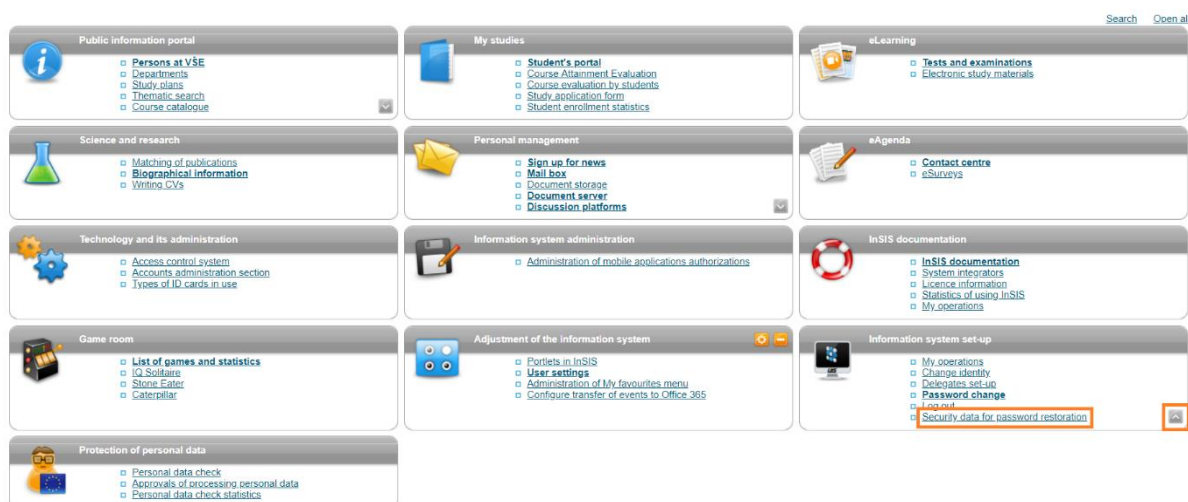 Search Open al
Public information portal
Persons at VŠE
Departments
Study plans
Thematic search
Course catalogue
My studies
Student's portal
Course Attainment Evaluation
Course evaluation by students
Study application form
Student enrollment statistics
eLearning
Tests and examinations
Electronic study materials
Science and research
Matching of publications
Biographical information
Writing CVs
Personal management
Sign up for news
Mail box
Document storage
Document server
Discussion platforms
eAgenda
Contact centre
eSurveys
Technology and its administration
Access control system
Accounts administration section
Types of ID cards in use
Information system administration
Administration of mobile applications authorizations
InSIS documentation
InSIS documentation
System integrators
Licence information
Statistics of using InSIS
My operations
Game room
List of games and statistics
IQ Solitaire
Stone Eater
Caterpillar
Adjustment of the information system
Portlets in InSIS
User settings
Administration of My favourites menu
Configure transfer of events to Office 365
Information system set-up
My operations
Change identity
Delegates set-up
Password change
Log out
Security data for password restoration
Protection of personal data
Personal data check
Approvals of processing personal data
Personal data check statistics